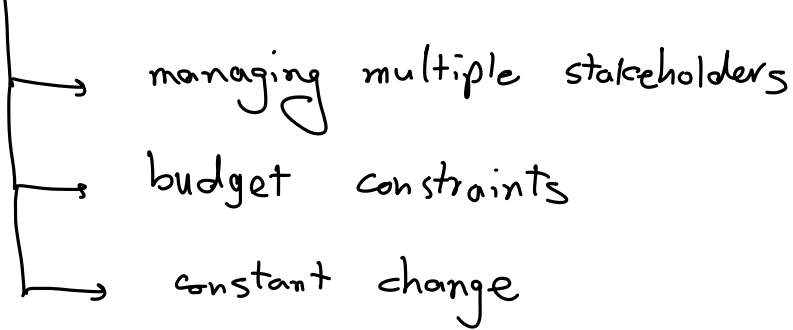 managing multiple stakeholders
budget constraints
constant change